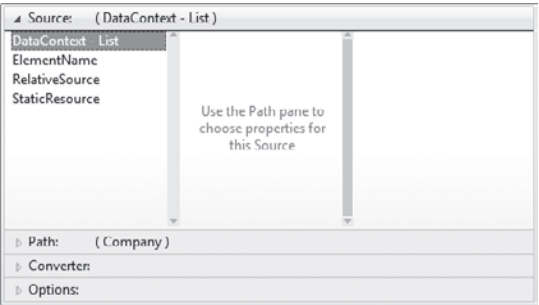 Source: ( DataContext - List )
DataContext - List
ElementName
RelativeSource
StaticResource
Use the Path pane to
choose properties for
this Source
Path: ( Company )
Converter:
Options: